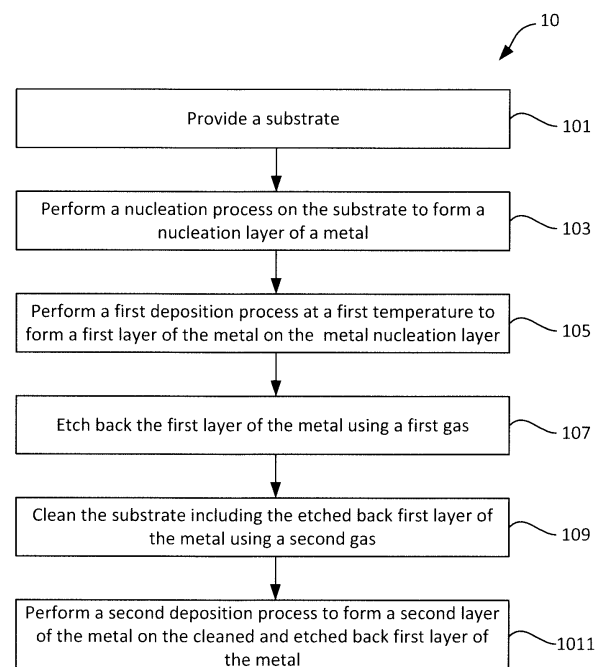 10
Provide a substrate
101
Perform a nucleation process on the substrate to form a
nucleation layer of a metal
103
Perform a first deposition process at a first temperature to
form a first layer of the metal on the metal nucleation layer
105
Etch back the first layer of the metal using a first gas
107
Clean the substrate including the etched back first layer of
the metal using a second gas
109
Perform a second deposition process to form a second layer
of the metal on the cleaned and etched back first layer of
the metal
1011